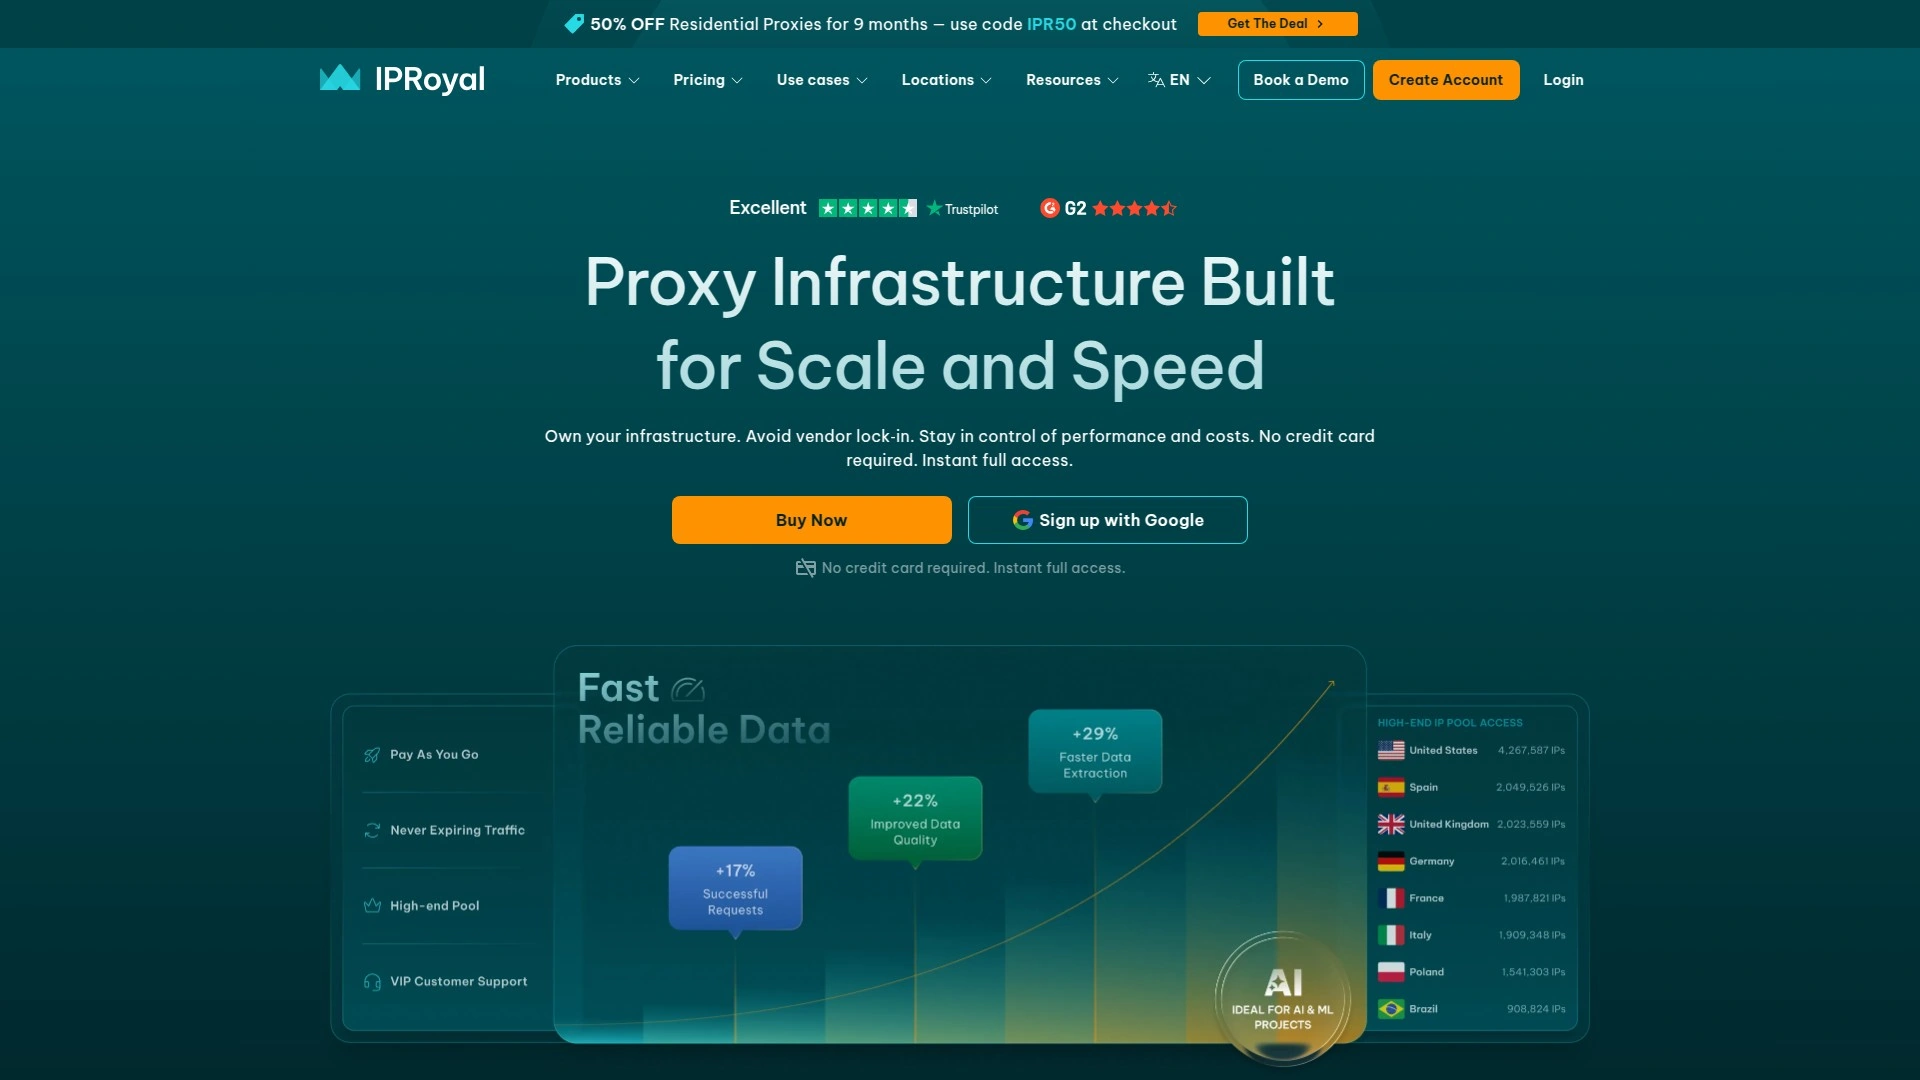 50% OFF Residential Proxies for 9 months – use code IPR50 at checkout
Get The Deal
IPRoyal
Products
Pricing
Use cases
Locations
Resources
EN
Book a Demo
Create Account
Login
Excellent
Trustpilot
G2
Proxy Infrastructure Built
for Scale and Speed
Own your infrastructure. Avoid vendor lock-in. Stay in control of performance and costs. No credit card
required. Instant full access.
Buy Now
Sign up with Google
No credit card required. Instant full access.
Pay As You Go
Never Expiring Traffic
High-end Pool
VIP Customer Support
Fast
Reliable Data
+17%
Successful
Requests
+22%
Improved Data
Quality
+29%
Faster Data
Extraction
AI
IDEAL FOR AI & ML
PROJECTS
HIGH-END IP POOL ACCESS
United States 4,267,587 IPs
Spain 2,049,526 IPs
United Kingdom 2,023,559 IPs
Germany 2,016,461 IPs
France 1,987,821 IPs
Italy 1,909,348 IPs
Poland 1,541,303 IPs
Brazil 908,824 IPs